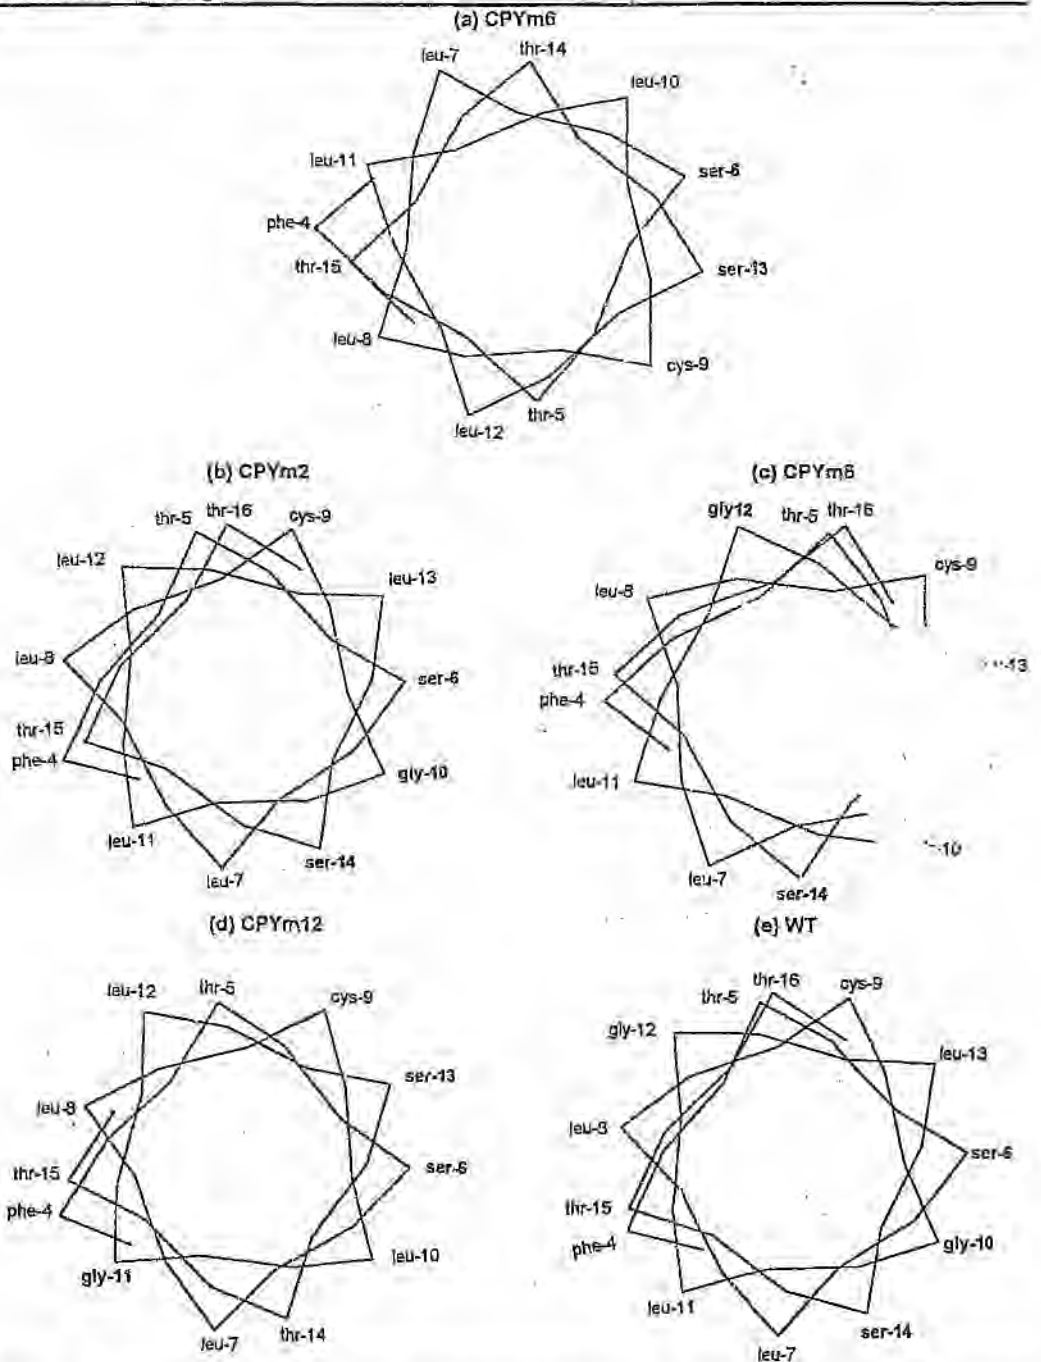 (a) CPYm6
leu-7
thr-14
leu-10
leu-11
ser-6
phe-4
thr-15
ser-13
leu-8
cys-9
leu-12
thr-5
(b) CPYm2
thr-5
thr-16
cys-9
leu-12
leu-13
leu-8
ser-6
thr-15
phe-4
gly-10
leu-11
ser-14
leu-7
(c) CPYm8
gly12
thr-5
thr-16
cys-9
leu-8
-13
thr-15
phe-4
leu-11
-10
leu-7
ser-14
(d) CPYm12
leu-12
thr-5
cys-9
ser-13
leu-8
thr-15
ser-6
phe-4
gly-11
leu-10
leu-7
thr-14
(e) WT
thr-16
thr-5
cys-9
gly-12
leu-13
leu-8
ser-6
thr-15
phe-4
gly-10
leu-11
ser-14
leu-7